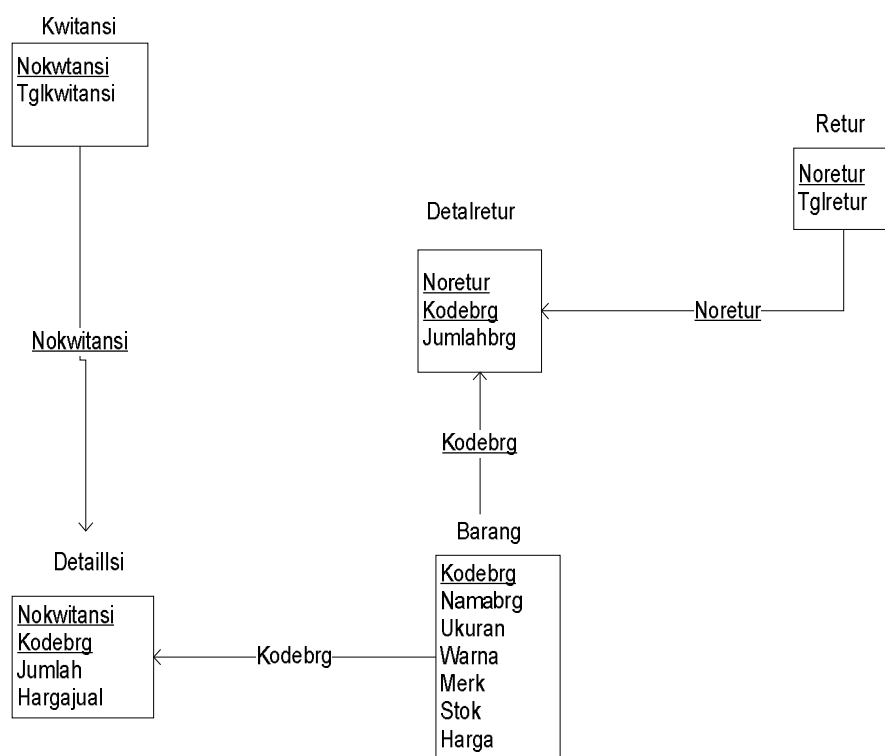 Kwitansi
Nokwtansi
Tglkwitansi
Retur
Noretur
Tglretur
Detalretur
Noretur
Kodebrg
Jumlahbrg
Noretur
Nokwitansi
Kodebrg
Barang
Kodebrg
Namabrg
Ukuran
Warna
Merk
Stok
Harga
Detaillsi
Nokwitansi
Kodebrg
Jumlah
Hargajual
Kodebrg